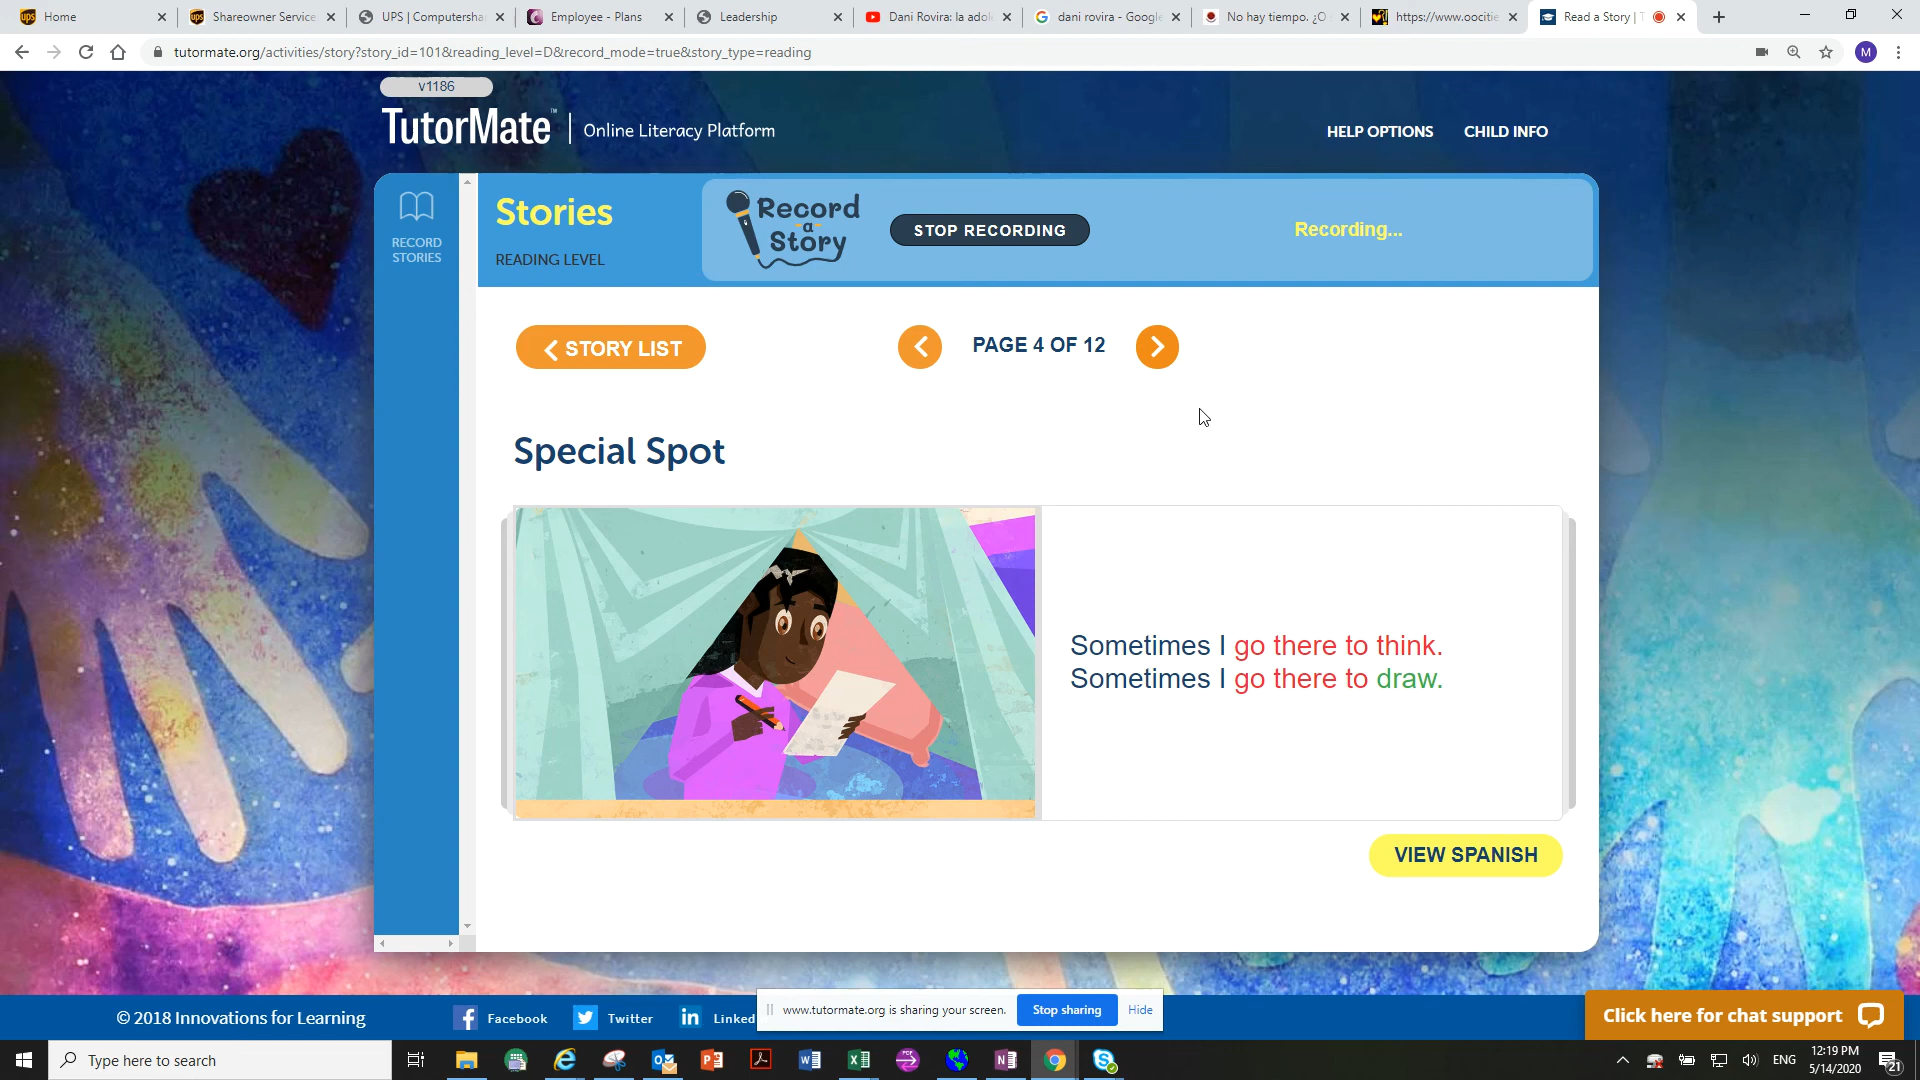 Home
Shareowner Service
UPS | Computersha
Employee - Plans
Leadership
Dani Rovira: la adol
dani rovira - Google
No hay tiempo. ¿O
https://www.oocitie
Read a Story | T
tutormate.org/activities/story?story_id=101&reading_level=D&record_mode=true&story_type=reading
M
v1186
TutorMate™ | Online Literacy Platform
HELP OPTIONS
CHILD INFO
RECORD
STORIES
Stories
READING LEVEL
Record
a
Story
STOP RECORDING
Recording...
STORY LIST
PAGE 4 OF 12
Special Spot
Sometimes I go there to think.
Sometimes I go there to draw.
VIEW SPANISH
© 2018 Innovations for Learning
Facebook
Twitter
Linked
www.tutormate.org is sharing your screen.
Stop sharing
Hide
Click here for chat support
Type here to search
ENG
12:19 PM
5/14/2020
21